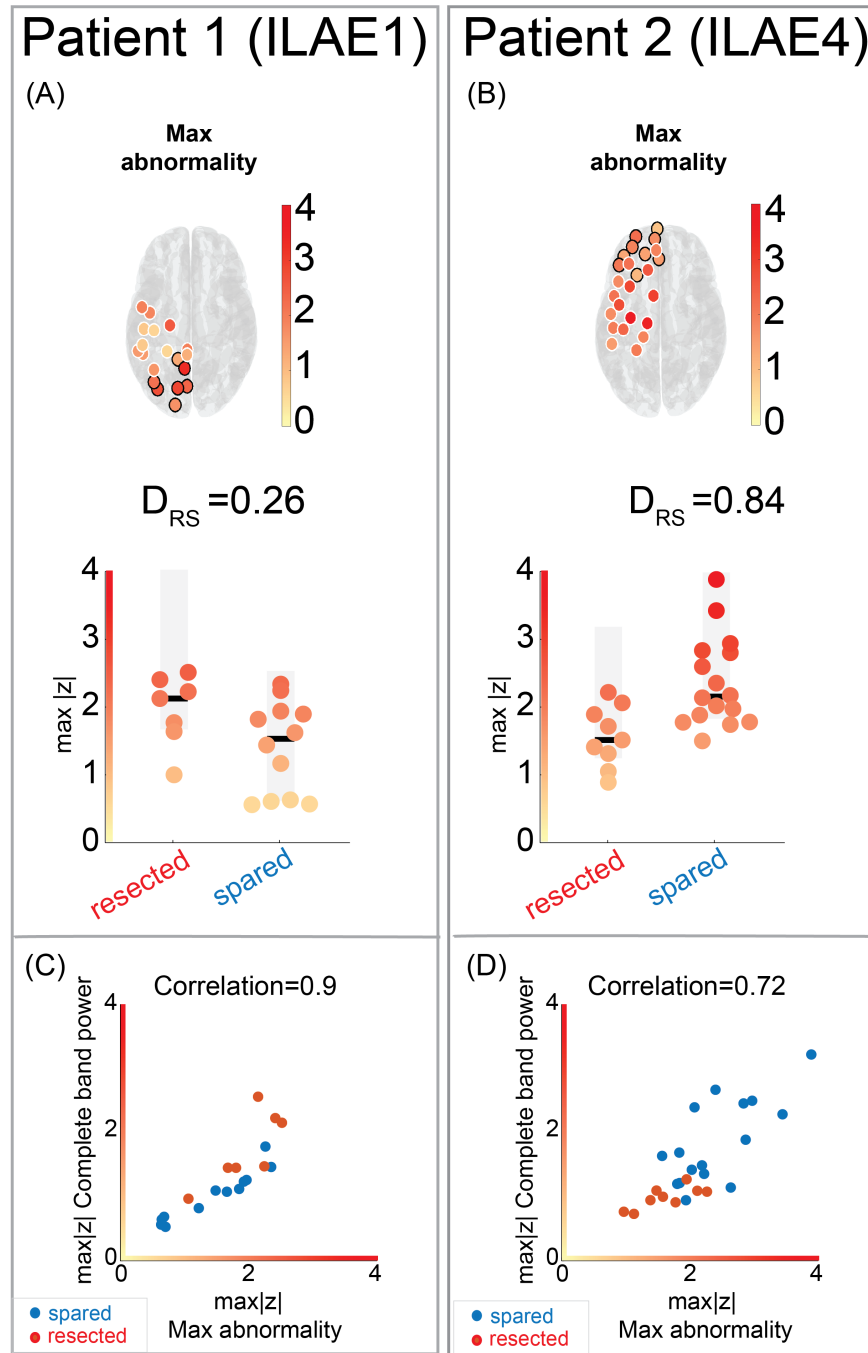 Patient 1 (ILAE1)
(A)
Max
abnormality
4
3
2
1
0
D_RS =0.26
4
3
2
1
0
max |z|
resected
spared
(C)
Correlation=0.9
max|z| Complete band power
4
2
0
0
2
4
max|z|
Max abnormality
spared
resected
Patient 2 (ILAE4)
(B)
Max
abnormality
4
3
2
1
0
D_RS =0.84
4
3
2
1
0
max |z|
resected
spared
(D)
Correlation=0.72
max|z| Complete band power
4
2
0
0
2
4
max|z|
Max abnormality
spared
resected